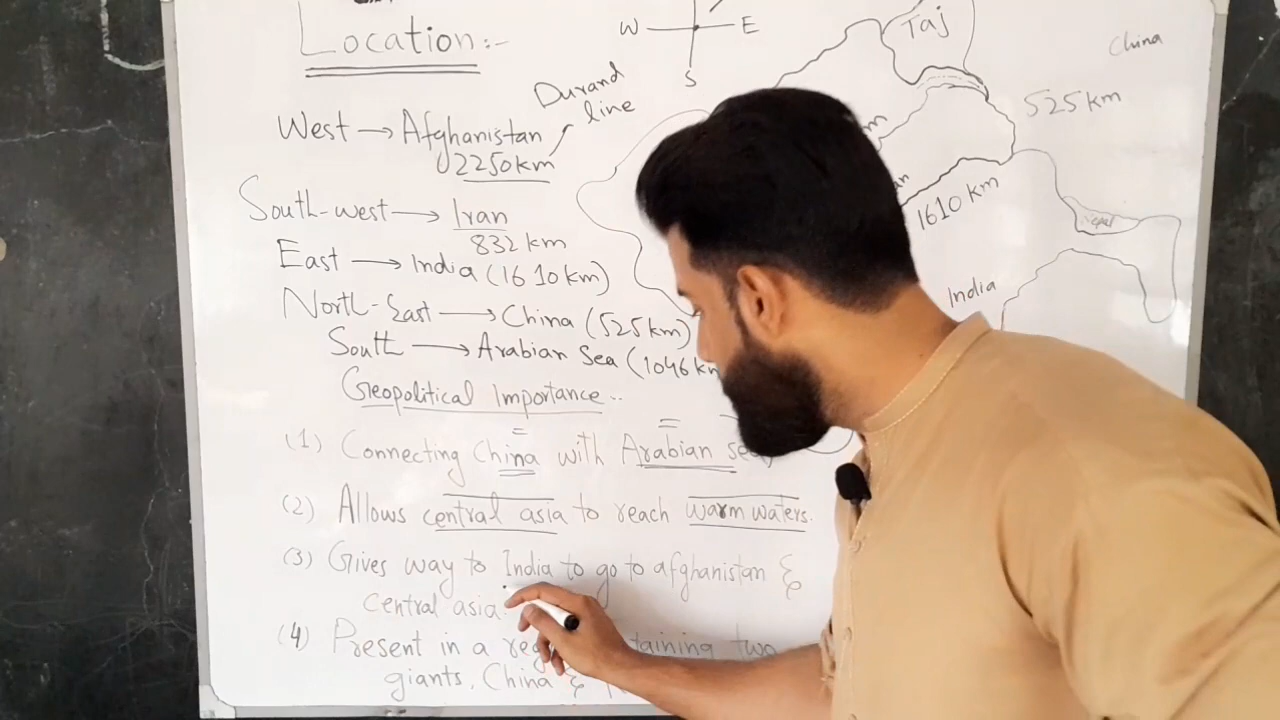 Location:-
W E
S
Taj
China
Durand
line
525 km
West → Afghanistan
2250km
1610 km
South-west → Iran
832 km
East → India (1610km)
India
North-East → China (525km)
South → Arabian Sea (1046 km
Geopolitical Importance..
(1) Connecting China with Arabian sea
(2) Allows central asia to reach warm waters.
(3) Gives way to India to go to afghanistan &
central asia.
(4) Present in a two
giants, China &